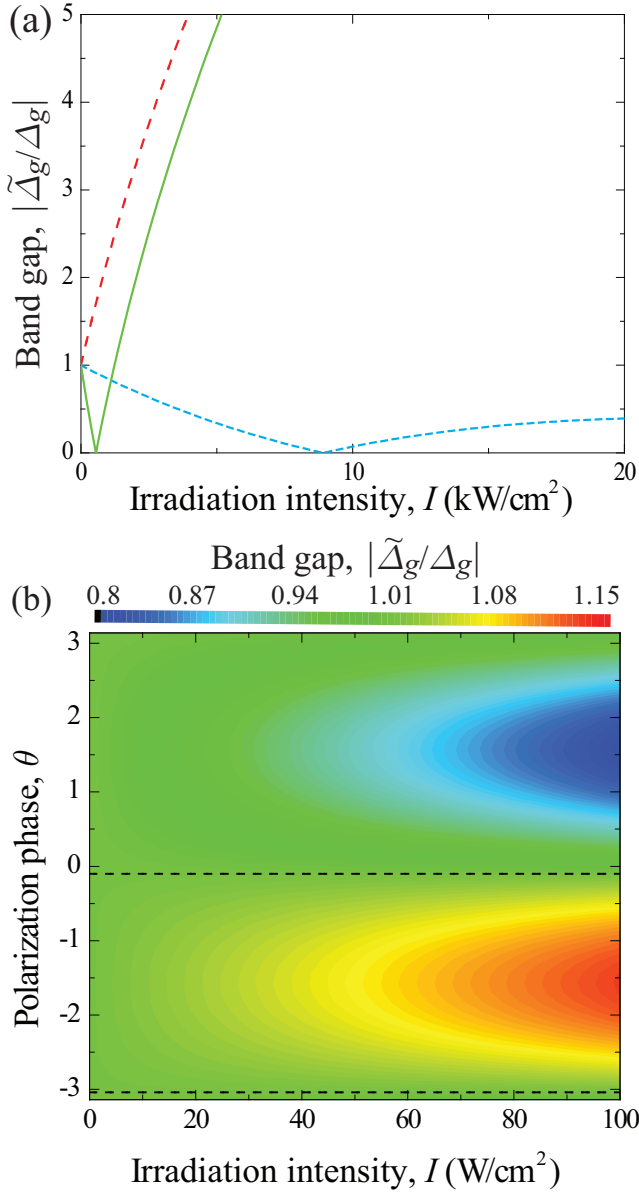 (a)
5
4
3
2
1
0
Band gap, |Δ̃g/Δg|
0 10 20
Irradiation intensity, I (kW/cm²)
Band gap, |Δ̃g/Δg|
(b)
0.8 0.87 0.94 1.01 1.08 1.15
3
2
1
0
-1
-2
-3
Polarization phase, θ
0 20 40 60 80 100
Irradiation intensity, I (W/cm²)